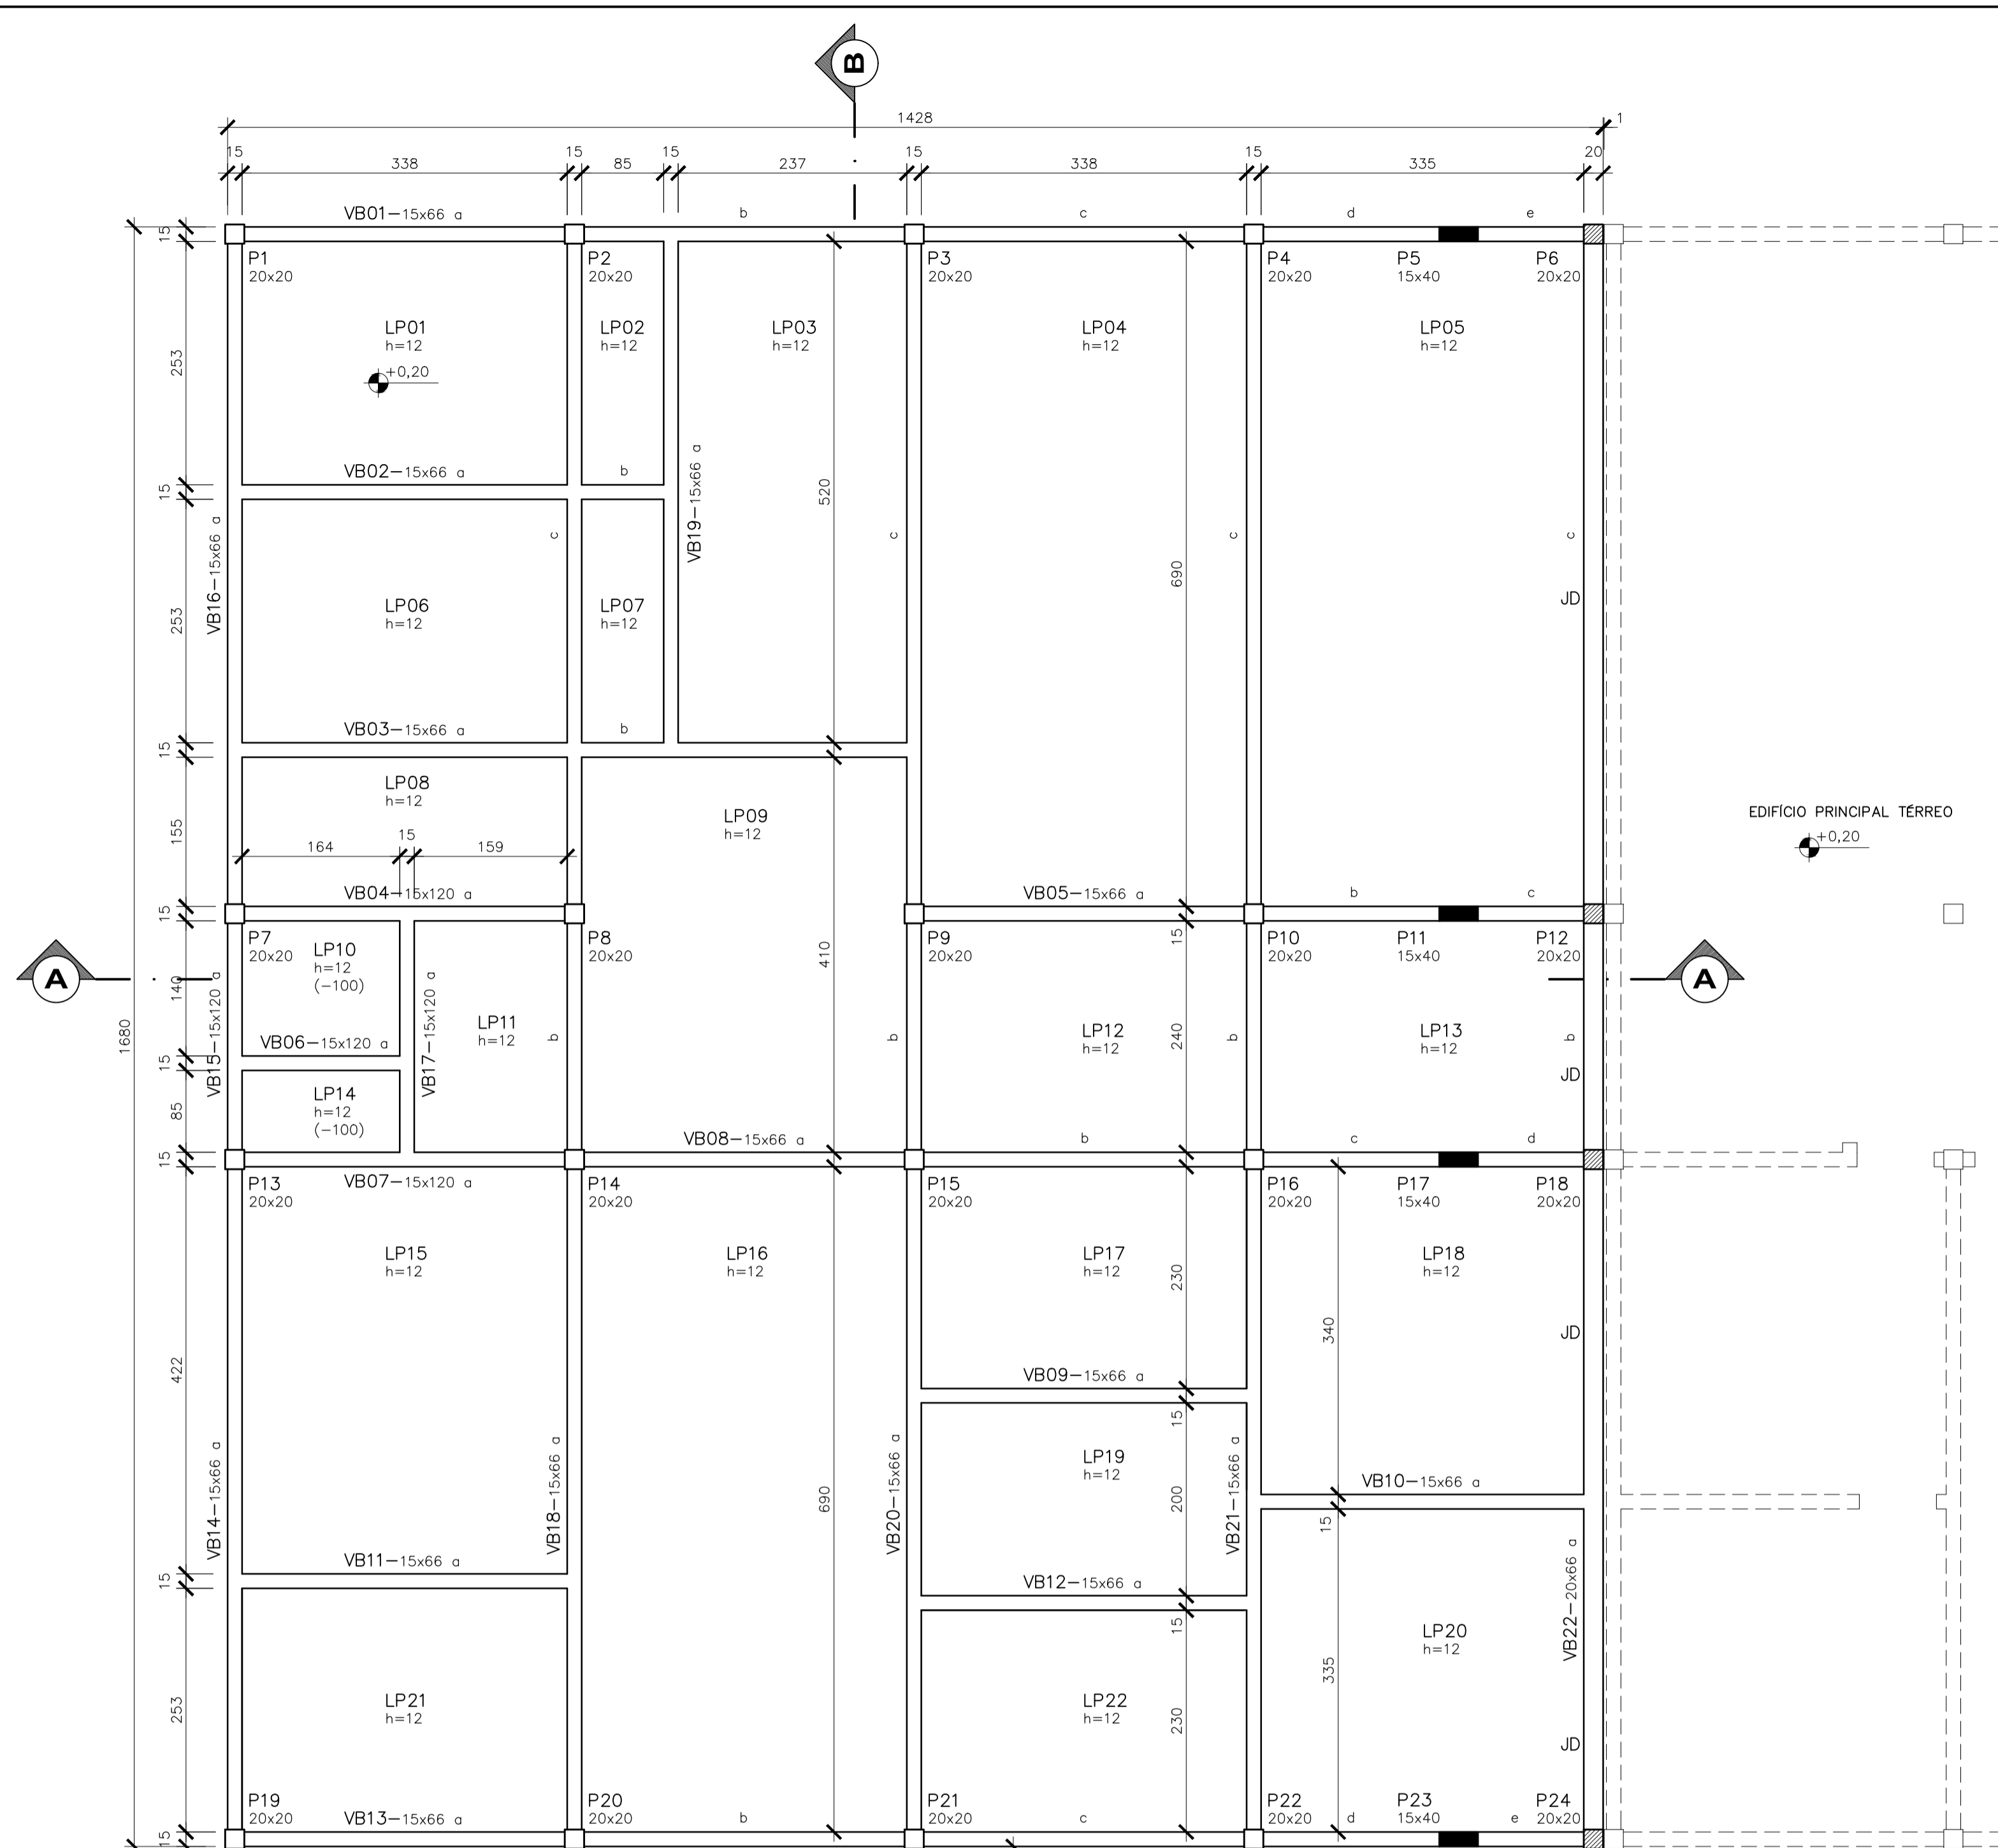 B
1428
1
15
338
15
85
15
237
15
338
15
335
20
VB01-15x66 a
b
c
d
e
15
P1
20x20
P2
20x20
P3
20x20
P4
20x20
P5
15x40
P6
20x20
LP01
h=12
+0,20
LP02
h=12
LP03
h=12
LP04
h=12
LP05
h=12
253
VB02-15x66 a
b
15
VB16-15x66 a
VB19-15x66 a
520
690
c
c
c
c
JD
253
LP06
h=12
LP07
h=12
VB03-15x66 a
b
15
LP08
h=12
155
164
15
159
LP09
h=12
EDIFÍCIO PRINCIPAL TÉRREO
+0,20
VB04-15x120 a
VB05-15x66 a
b
c
15
P7
20x20
P8
20x20
P9
20x20
15
P10
20x20
P11
15x40
P12
20x20
A
A
LP10
h=12
(-100)
140
1680
VB15-15x120 a
VB06-15x120 a
15
VB17-15x120 a
LP11
h=12
b
410
b
LP12
h=12
240
b
LP13
h=12
b
JD
LP14
h=12
(-100)
85
VB08-15x66 a
b
c
d
15
P13
20x20
VB07-15x120 a
P14
20x20
P15
20x20
P16
20x20
P17
15x40
P18
20x20
LP15
h=12
LP16
h=12
LP17
h=12
230
LP18
h=12
340
JD
422
VB09-15x66 a
15
LP19
h=12
200
VB10-15x66 a
15
VB14-15x66 a
VB18-15x66 a
690
VB20-15x66 a
VB21-15x66 a
VB22-20x66 a
VB11-15x66 a
15
VB12-15x66 a
15
LP20
h=12
335
LP21
h=12
253
LP22
h=12
230
JD
P19
20x20
VB13-15x66 a
P20
20x20
b
P21
20x20
c
P22
20x20
d
P23
15x40
e
P24
20x20
15